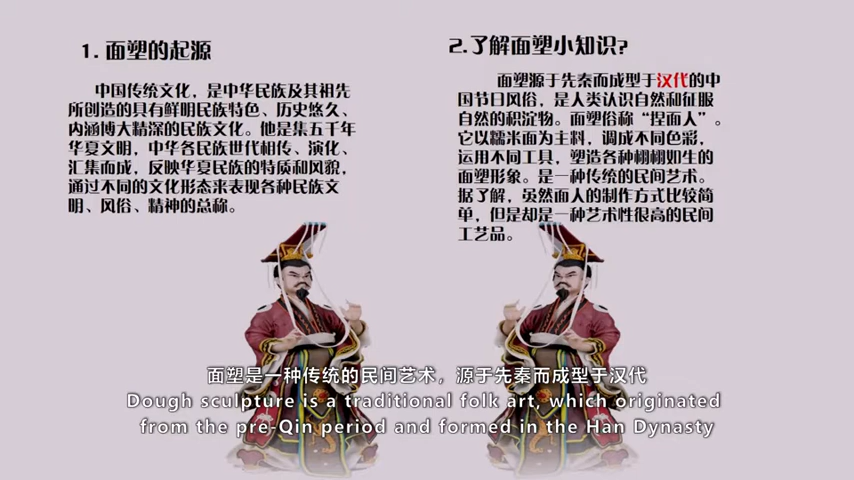 1. 面塑的起源
中国传统文化，是中华民族及其祖先
所创造的具有鲜明民族特色、历史悠久、
内涵博大精深的民族文化。他是集五千年
华夏文明，中华各民族世代相传、演化、
汇集而成，反映华夏民族的特质和风貌，
通过不同的文化形态来表现各种民族文
明、风俗、精神的总称。
2.了解面塑小知识?
面塑源于先秦而成型于汉代的中
国节日风俗，是人类认识自然和征服
自然的积淀物。面塑俗称“捏面人”。
它以糯米面为主料，调成不同色彩，
运用不同工具，塑造各种栩栩如生的
面塑形象。是一种传统的民间艺术。
据了解，虽然面人的制作方式比较简
单，但是却是一种艺术性很高的民间
工艺品。
面塑是一种传统的民间艺术，源于先秦而成型于汉代
Dough sculpture is a traditional folk art, which originated
from the pre-Qin period and formed in the Han Dynasty